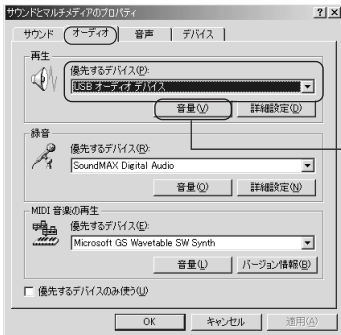 サウンドとマルチメディアのプロパティ
サウンド オーディオ 音声 デバイス
再生
優先するデバイス(P):
USB オーディオ デバイス
音量(V) 詳細設定(D)
録音
優先するデバイス(R):
SoundMAX Digital Audio
音量(O) 詳細設定(N)
MIDI 音楽の再生
優先するデバイス(E):
Microsoft GS Wavetable SW Synth
音量(L) バージョン情報(B)
優先するデバイスのみ使う(U)
OK キャンセル 適用(A)